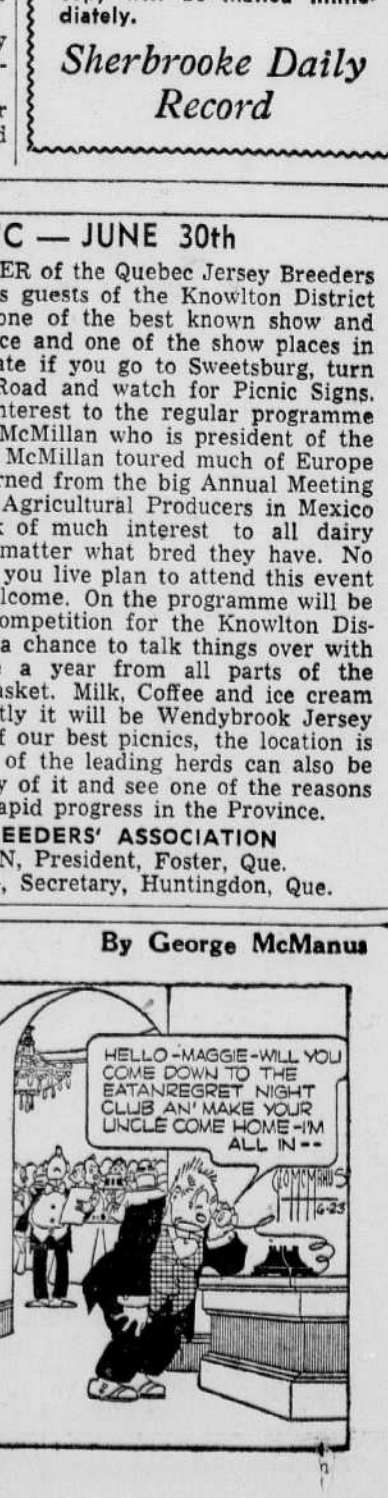 diately.
Sherbrooke Daily
Record
C — JUNE 30th
ER of the Quebec Jersey Breeders
s guests of the Knowlton District
one of the best known show and
ce and one of the show places in
ate if you go to Sweetsburg, turn
Road and watch for Picnic Signs.
nterest to the regular programme
McMillan who is president of the
McMillan toured much of Europe
rned from the big Annual Meeting
Agricultural Producers in Mexico
k of much interest to all dairy
matter what bred they have. No
you live plan to attend this event
lcome. On the programme will be
ompetition for the Knowlton Dis-
a chance to talk things over with
e a year from all parts of the
asket. Milk, Coffee and ice cream
tly it will be Wendybrook Jersey
f our best picnics, the location is
of the leading herds can also be
y of it and see one of the reasons
apid progress in the Province.
EEDERS' ASSOCIATION
N, President, Foster, Que.
, Secretary, Huntingdon, Que.
By George McManus
HELLO-MAGGIE-WILL YOU
COME DOWN TO THE
EATANREGRET NIGHT
CLUB AN' MAKE YOUR
UNCLE COME HOME-I'M
ALL IN--
GEO MCMANUS
6-23